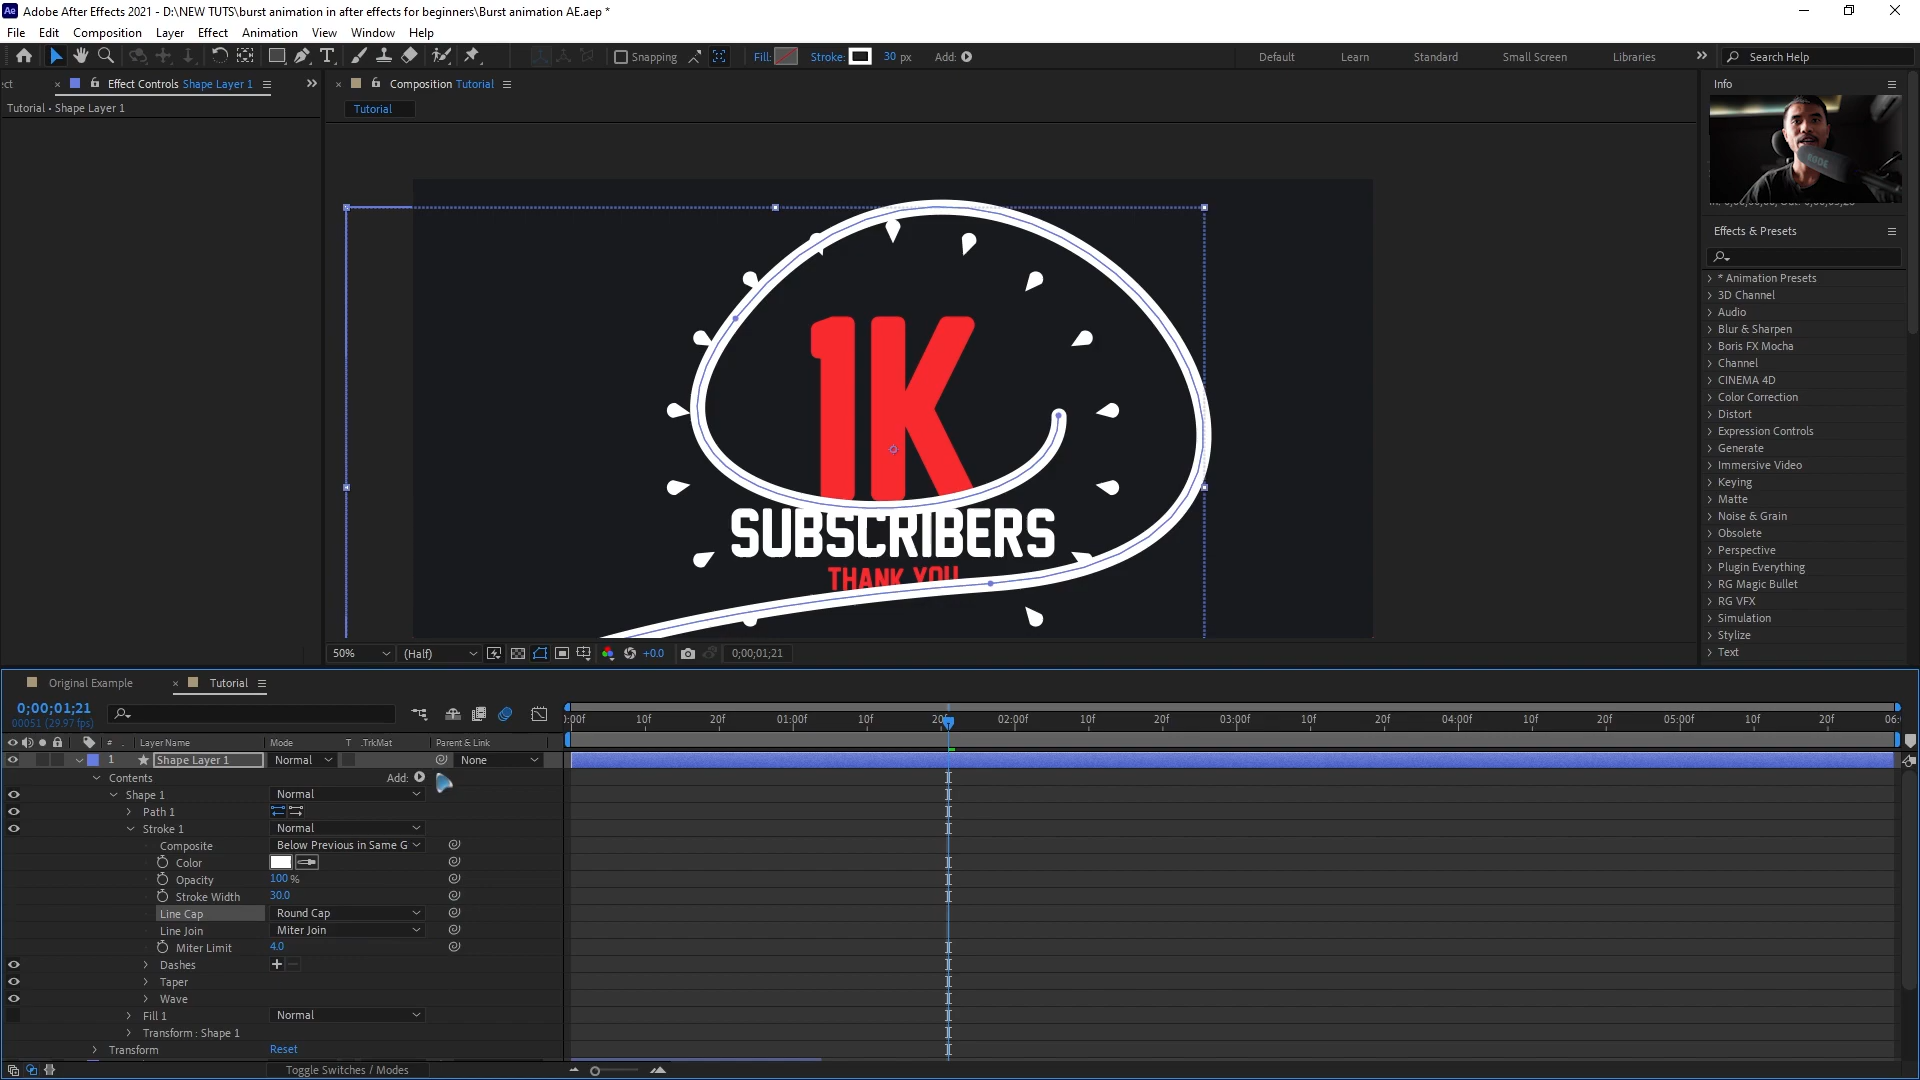 Adobe After Effects 2021 - D:\NEW TUTS\burst animation in after effects for beginners\Burst animation AE.aep *
File Edit Composition Layer Effect Animation View Window Help
Snapping Fill: Stroke: 30 px Add: Default Learn Standard Small Screen Libraries Search Help
Effect Controls Shape Layer 1
Composition Tutorial
Info
Tutorial • Shape Layer 1
Tutorial
RODE
Effects & Presets
* Animation Presets
3D Channel
Audio
Blur & Sharpen
Boris FX Mocha
Channel
CINEMA 4D
Color Correction
Distort
Expression Controls
Generate
Immersive Video
Keying
Matte
Noise & Grain
Obsolete
Perspective
Plugin Everything
RG Magic Bullet
RG VFX
Simulation
Stylize
Text
1K
SUBSCRIBERS
THANK YOU
50% (Half) +0.0 0;00;01;21
Original Example Tutorial
0;00;01;21
00051 (29.97 fps)
:00f 10f 20f 01:00f 10f 20f 02:00f 10f 20f 03:00f 10f 20f 04:00f 10f 20f 05:00f 10f 20f 06:
# . Layer Name Mode T .TrkMat Parent & Link
1 Shape Layer 1 Normal None
Contents Add:
Shape 1 Normal
Path 1
Stroke 1 Normal
Composite Below Previous in Same G
Color
Opacity 100 %
Stroke Width 30.0
Line Cap Round Cap
Line Join Miter Join
Miter Limit 4.0
Dashes
Taper
Wave
Fill 1 Normal
Transform : Shape 1
Transform Reset
Toggle Switches / Modes